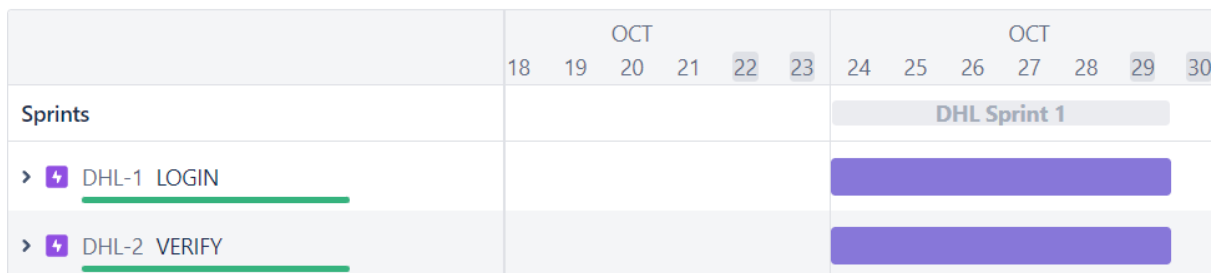 OCT OCT
18 19 20 21 22 23 24 25 26 27 28 29 30
Sprints DHL Sprint 1
DHL-1 LOGIN
DHL-2 VERIFY